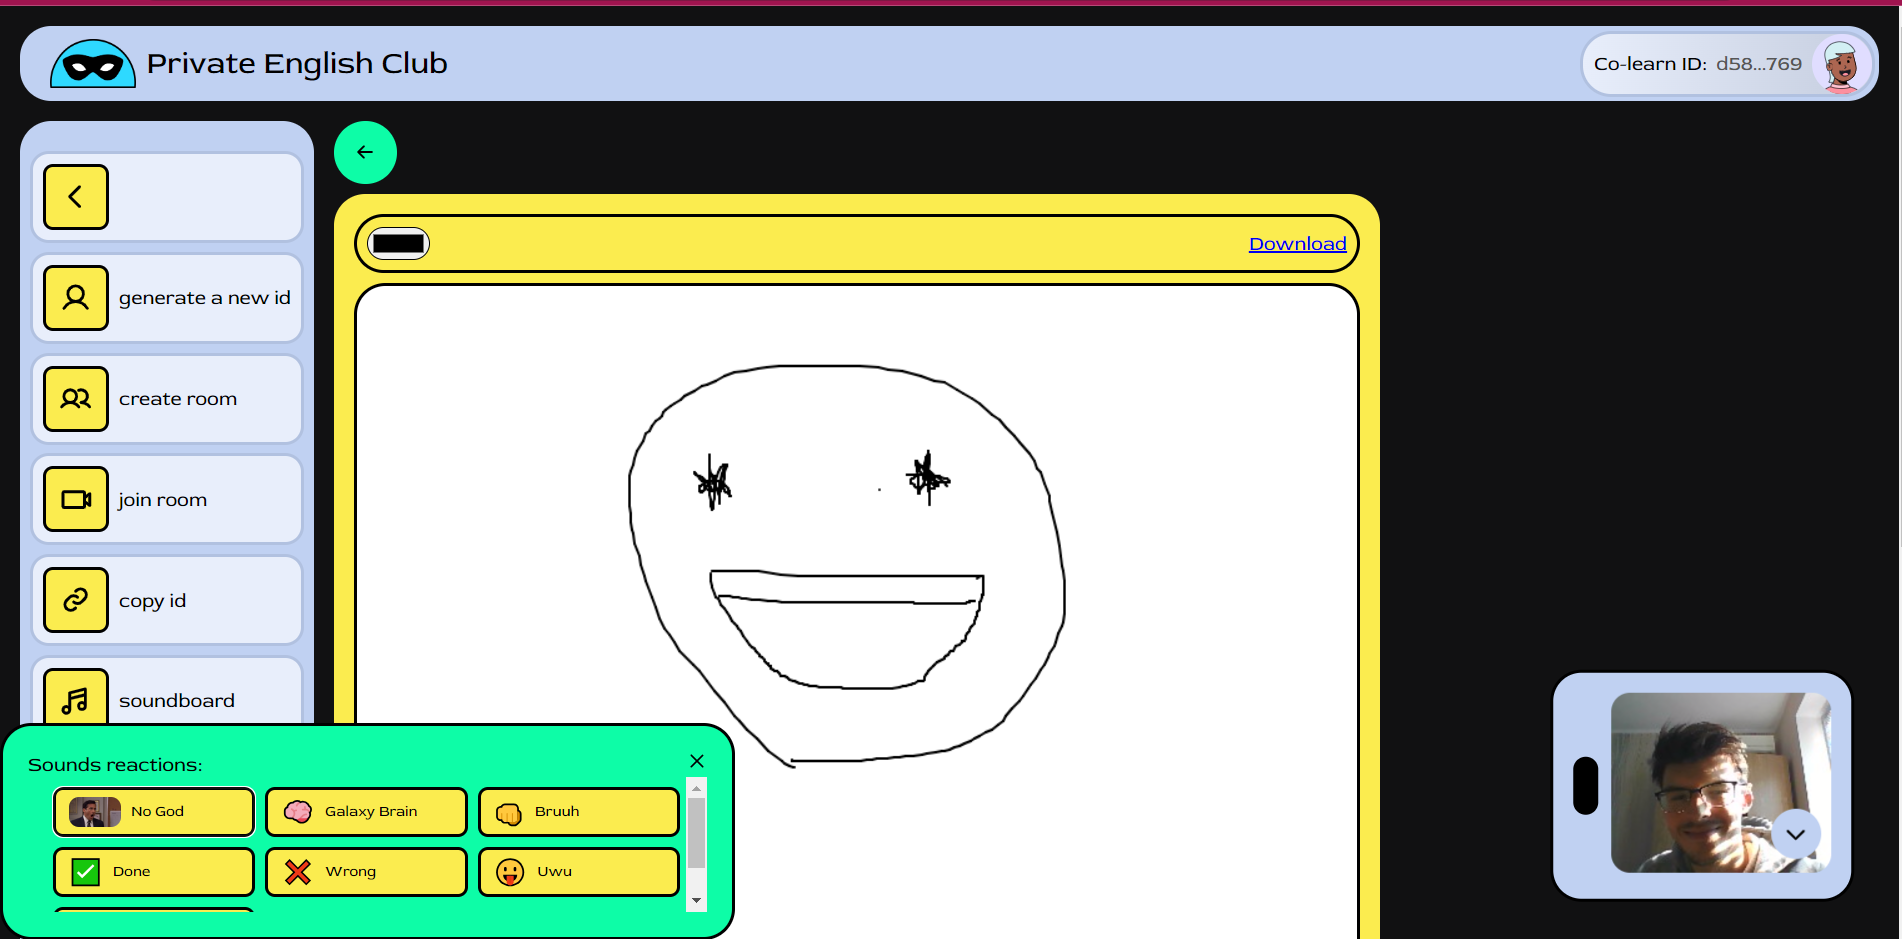 Private English Club
Co-learn ID: d58...769
generate a new id
create room
join room
copy id
soundboard
Download
Sounds reactions:
No God
Galaxy Brain
Bruuh
Done
Wrong
Uwu